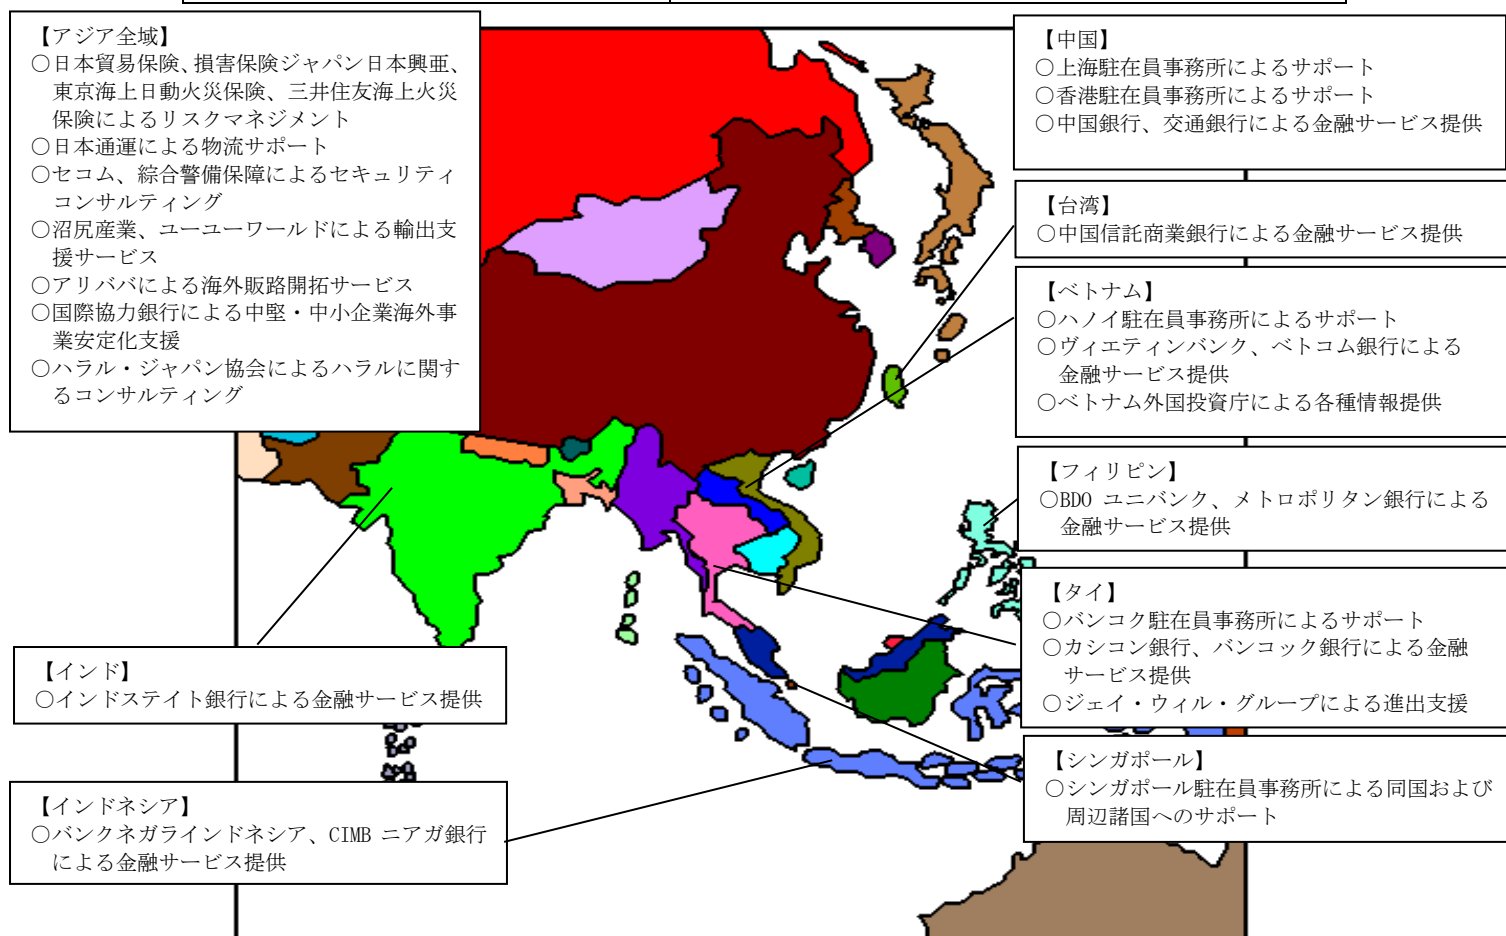 【アジア全域】
○日本貿易保険、損害保険ジャパン日本興亜、
東京海上日動火災保険、三井住友海上火災
保険によるリスクマネジメント
○日本通運による物流サポート
○セコム、綜合警備保障によるセキュリティ
コンサルティング
○沼尻産業、ユーユーワールドによる輸出支
援サービス
○アリババによる海外販路開拓サービス
○国際協力銀行による中堅・中小企業海外事
業安定化支援
○ハラル・ジャパン協会によるハラルに関す
るコンサルティング
【中国】
○上海駐在員事務所によるサポート
○香港駐在員事務所によるサポート
○中国銀行、交通銀行による金融サービス提供
【台湾】
○中国信託商業銀行による金融サービス提供
【ベトナム】
○ハノイ駐在員事務所によるサポート
○ヴィエティンバンク、ベトコム銀行による
金融サービス提供
○ベトナム外国投資庁による各種情報提供
【フィリピン】
○BDO ユニバンク、メトロポリタン銀行による
金融サービス提供
【タイ】
○バンコク駐在員事務所によるサポート
○カシコン銀行、バンコック銀行による金融
サービス提供
○ジェイ・ウィル・グループによる進出支援
【シンガポール】
○シンガポール駐在員事務所による同国および
周辺諸国へのサポート
【インド】
○インドステイト銀行による金融サービス提供
【インドネシア】
○バンクネガラインドネシア、CIMB ニアガ銀行
による金融サービス提供